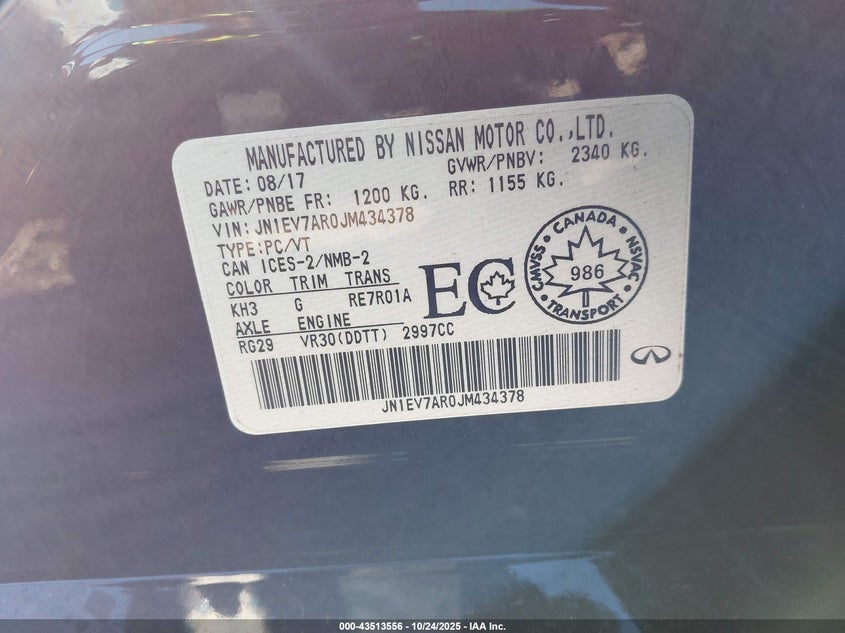 MANUFACTURED BY NISSAN MOTOR CO.,LTD.
DATE: 08/17 GVWR/PNBV: 2340 KG.
GAWR/PNBE FR: 1200 KG. RR: 1155 KG.
VIN: JN1EV7AR0JM434378
TYPE:PC/VT
CAN ICES-2/NMB-2
COLOR TRIM TRANS
KH3 G RE7R01A
AXLE ENGINE
RG29 VR30(DDTT) 2997CC
EC
CANADA
CMVSS
986
NSVAC
TRANSPORT
JN1EV7AR0JM434378
000-43513556 - 10/24/2025 - IAA Inc.